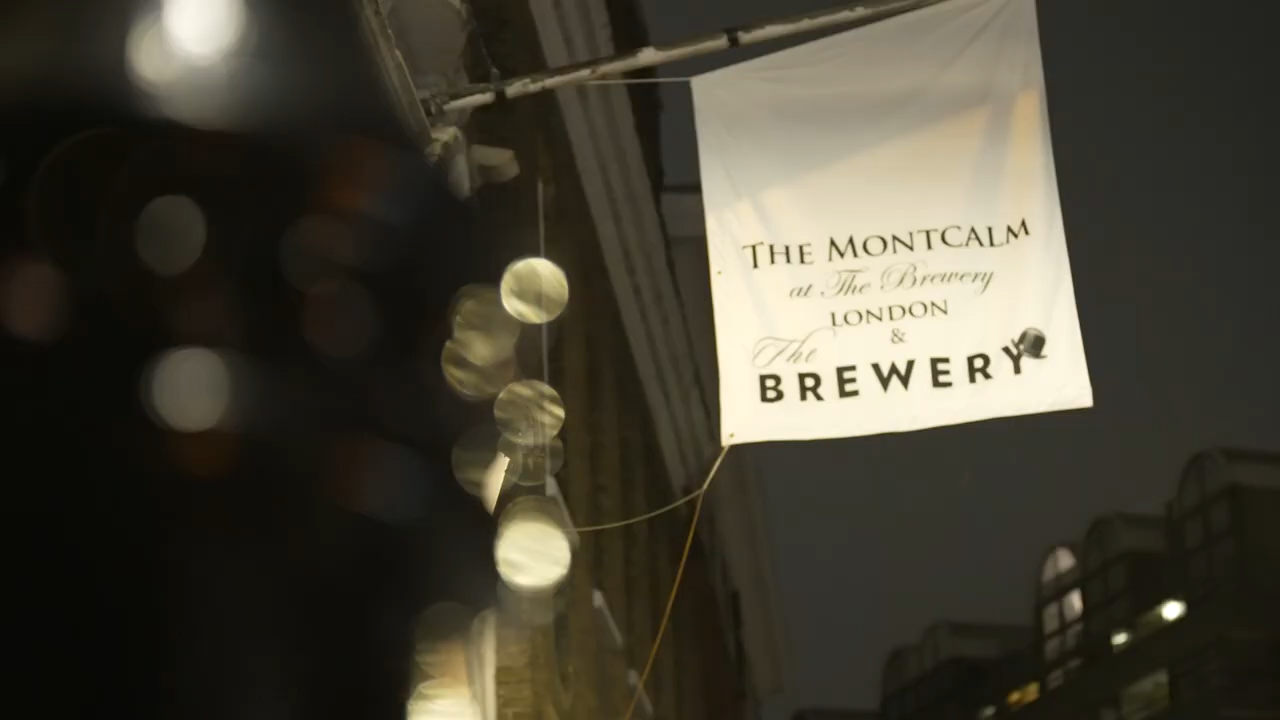 THE MONTCALM
at The Brewery
LONDON
&
The
BREWERY